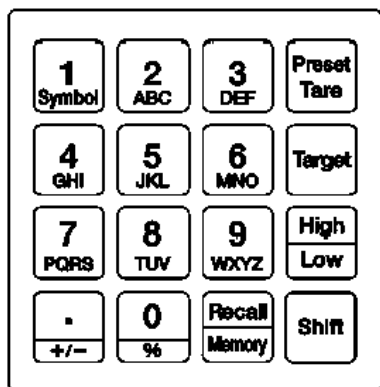 1 2 3 Preset
Symbol ABC DEF Tare
4 5 6 Target
GHI JKL MNO
7 8 9 High
PQRS TUV WXYZ Low
. 0 Recall Shift
+/− % Memory